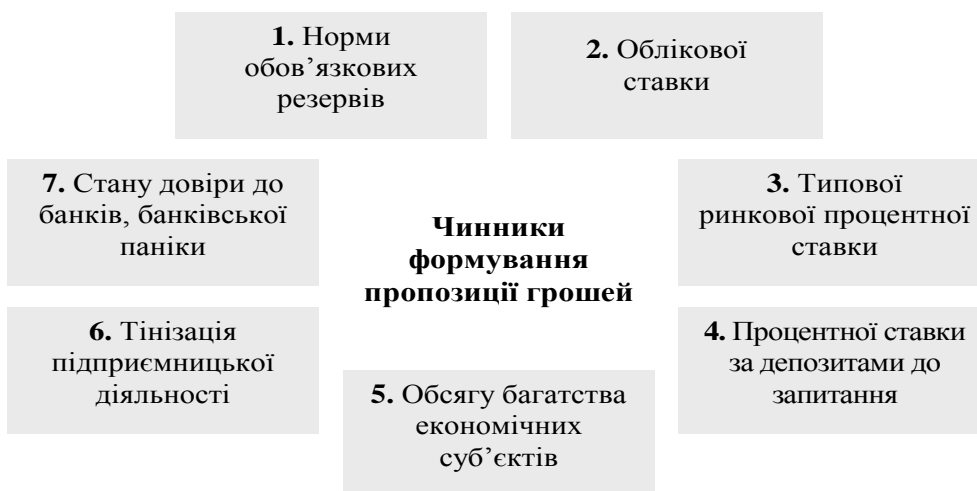 1. Норми
обов’язкових
резервів
2. Облікової
ставки
3. Типової
ринкової процентної
ставки
4. Процентної ставки
за депозитами до
запитання
5. Обсягу багатства
економічних
суб’єктів
6. Тінізація
підприємницької
діяльності
7. Стану довіри до
банків, банківської
паніки
Чинники
формування
пропозиції грошей